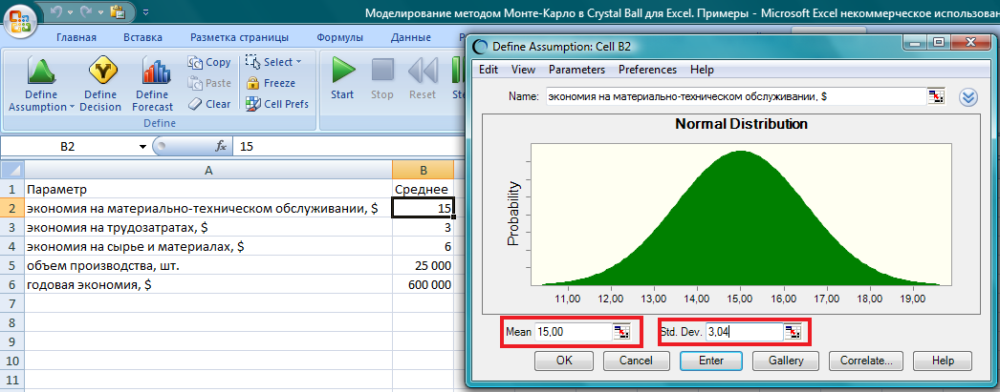 Моделирование методом Монте-Карло в Crystal Ball для Excel. Примеры - Microsoft Excel некоммерческое использован
Главная Вставка Разметка страницы Формулы Данные
Define Assumption Define Decision Define Forecast
Copy
Paste
Clear
Select
Freeze
Cell Prefs
Define
Start Stop Reset
B2 fx 15
A B
1 Параметр Среднее
2 экономия на материально-техническом обслуживании, $ 15
3 экономия на трудозатратах, $ 3
4 экономия на сырье и материалах, $ 6
5 объем производства, шт. 25 000
6 годовая экономия, $ 600 000
7
8
9
10
11
Define Assumption: Cell B2
Edit View Parameters Preferences Help
Name: экономия на материально-техническом обслуживании, $
Normal Distribution
Probability
11,00 12,00 13,00 14,00 15,00 16,00 17,00 18,00 19,00
Mean 15,00 Std. Dev. 3,04
OK Cancel Enter Gallery Correlate... Help